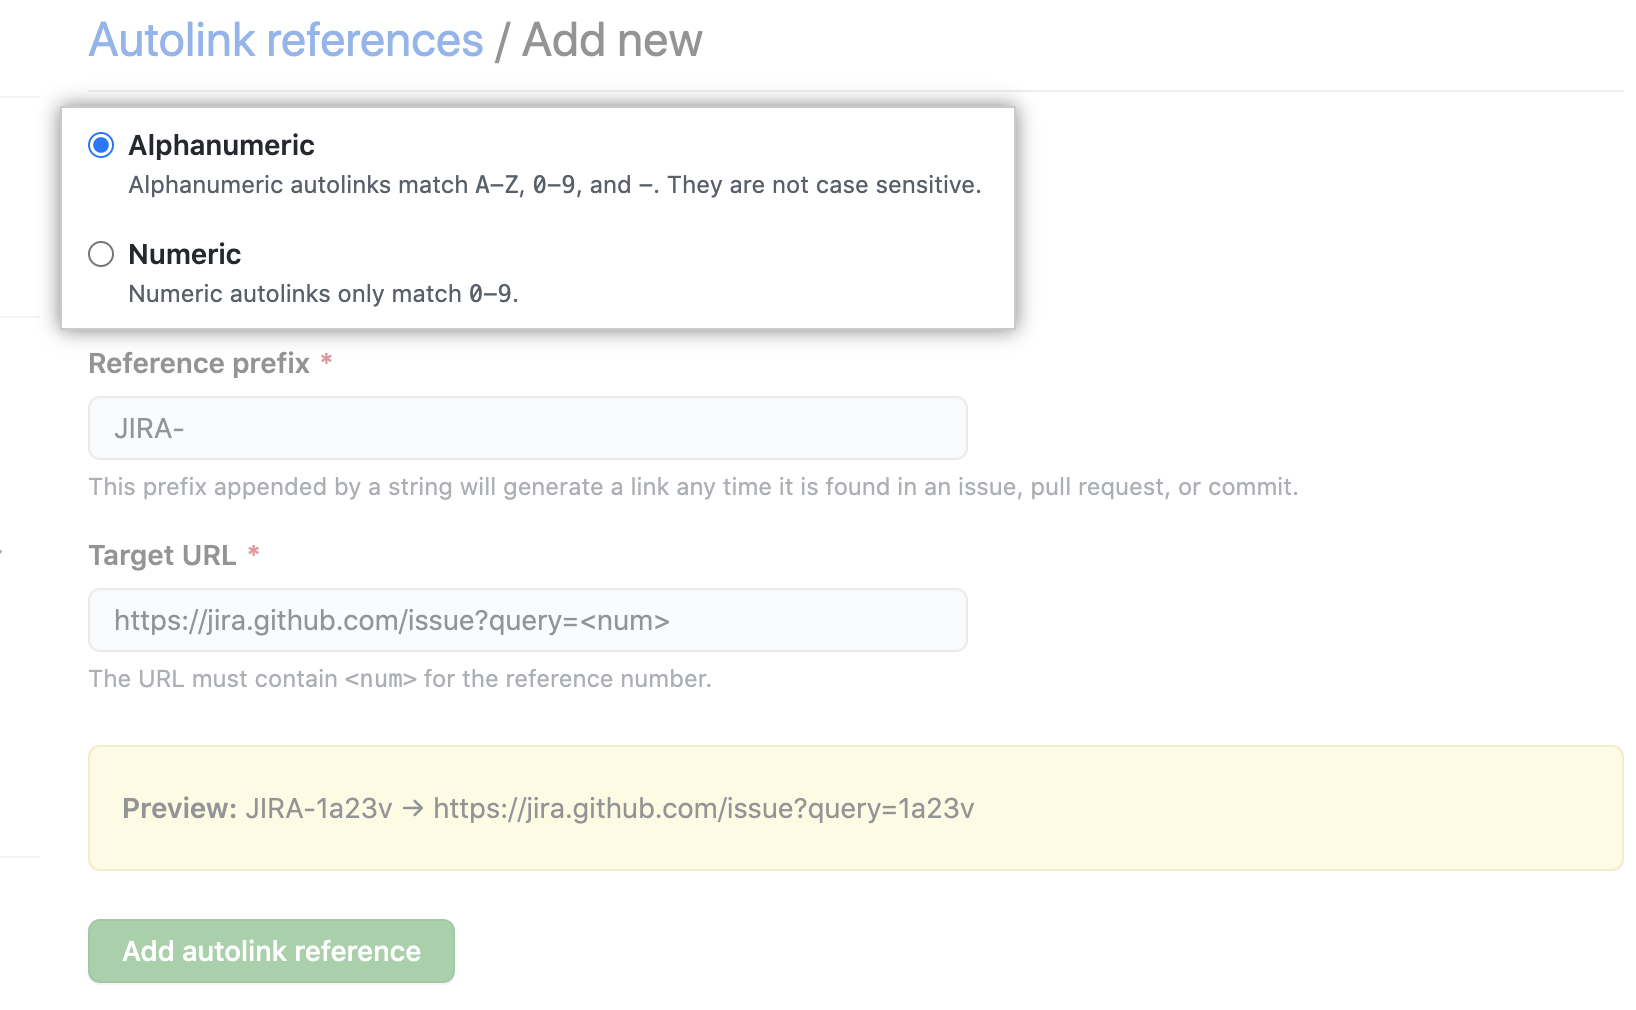 Autolink references / Add new
Alphanumeric
Alphanumeric autolinks match A–Z, 0–9, and –. They are not case sensitive.
Numeric
Numeric autolinks only match 0–9.
Reference prefix *
JIRA-
This prefix appended by a string will generate a link any time it is found in an issue, pull request, or commit.
Target URL *
https://jira.github.com/issue?query=<num>
The URL must contain <num> for the reference number.
Preview: JIRA-1a23v → https://jira.github.com/issue?query=1a23v
Add autolink reference